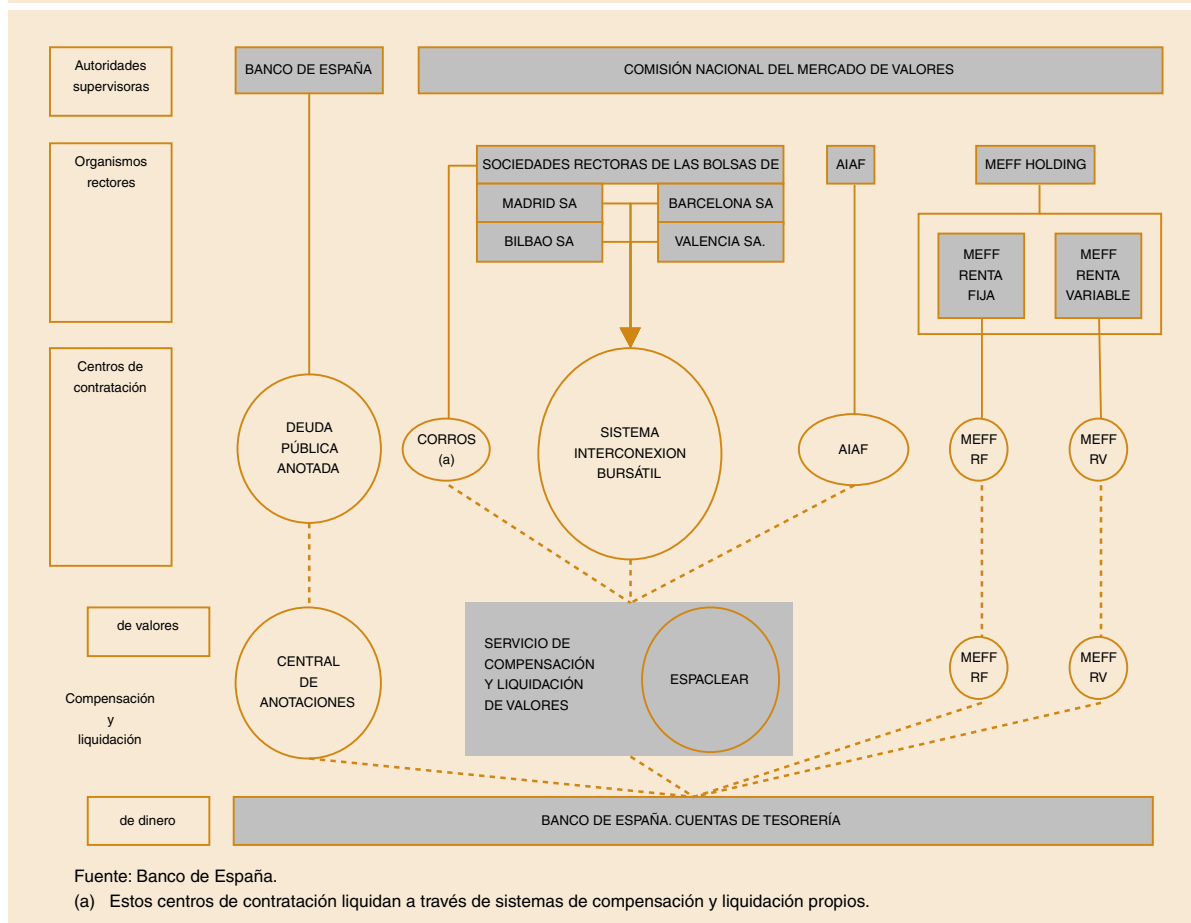 Autoridades
supervisoras
BANCO DE ESPAÑA
COMISIÓN NACIONAL DEL MERCADO DE VALORES
Organismos
rectores
SOCIEDADES RECTORAS DE LAS BOLSAS DE
MADRID SA
BARCELONA SA
BILBAO SA
VALENCIA SA.
AIAF
MEFF HOLDING
MEFF
RENTA
FIJA
MEFF
RENTA
VARIABLE
Centros de
contratación
DEUDA
PÚBLICA
ANOTADA
CORROS
(a)
SISTEMA
INTERCONEXION
BURSÁTIL
AIAF
MEFF
RF
MEFF
RV
de valores
Compensación
y
liquidación
CENTRAL
DE
ANOTACIONES
SERVICIO DE
COMPENSACIÓN
Y LIQUIDACIÓN
DE VALORES
ESPACLEAR
MEFF
RF
MEFF
RV
de dinero
BANCO DE ESPAÑA. CUENTAS DE TESORERÍA
Fuente: Banco de España.
(a) Estos centros de contratación liquidan a través de sistemas de compensación y liquidación propios.